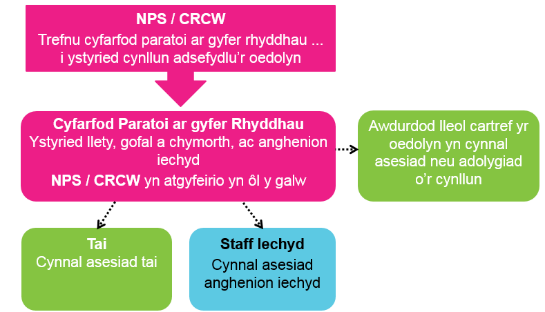 NPS / CRCW
Trefnu cyfarfod paratoi ar gyfer rhyddhau ...
i ystyried cynllun adsefydlu'r oedolyn
Cyfarfod Paratoi ar gyfer Rhyddhau
Ystyried llety, gofal a chymorth, ac anghenion
iechyd
NPS / CRCW yn atgyfeirio yn ól y galw
Awdurdod Lleol cartref yr
oedolyn yn cynnal
asesiad neu adolygiad
o'r cynllun
Tai
Cynnal asesiad tai
Staff Iechyd
Cynnal asesiad
anghenion iechyd